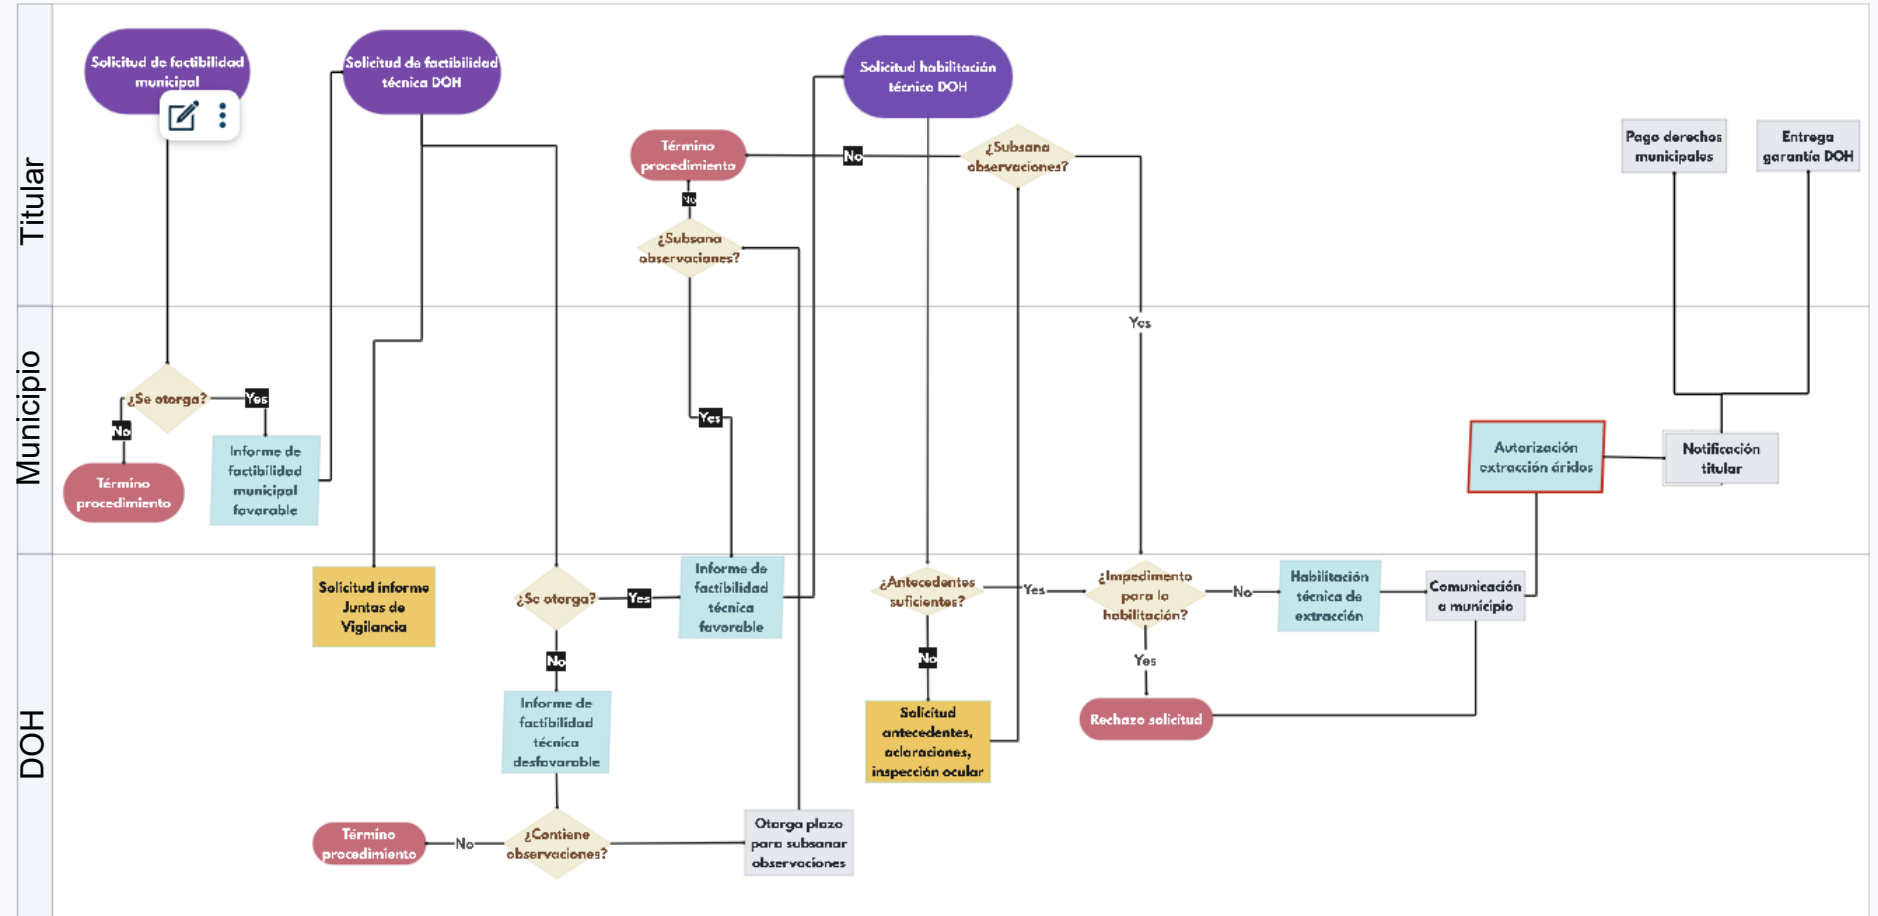 Titular
Solicitud de factibilidad
municipal
Solicitud de factibilidad
técnica DOH
Solicitud habilitación
técnica DOH
Término
procedimiento
No
¿Subsana
observaciones?
No
¿Subsana
observaciones?
Yes
Pago derechos
municipales
Entrega
garantía DOH
Municipio
¿Se otorga?
Yes
No
Término
procedimiento
Informe de
factibilidad
municipal
favorable
Yes
Autorización
extracción áridos
Notificación
titular
DOH
Solicitud informe
Juntas de
Vigilancia
¿Se otorga?
Yes
Informe de
factibilidad
técnica
favorable
No
Informe de
factibilidad
técnica
desfavorable
Término
procedimiento
No
¿Contiene
observaciones?
Otorga plazo
para subsanar
observaciones
¿Antecedentes
suficientes?
Yes
No
Solicitud
antecedentes,
aclaraciones,
inspección ocular
¿Impedimento
para la
habilitación?
No
Yes
Rechazo solicitud
Habilitación
técnica de
extracción
Comunicación
a municipio